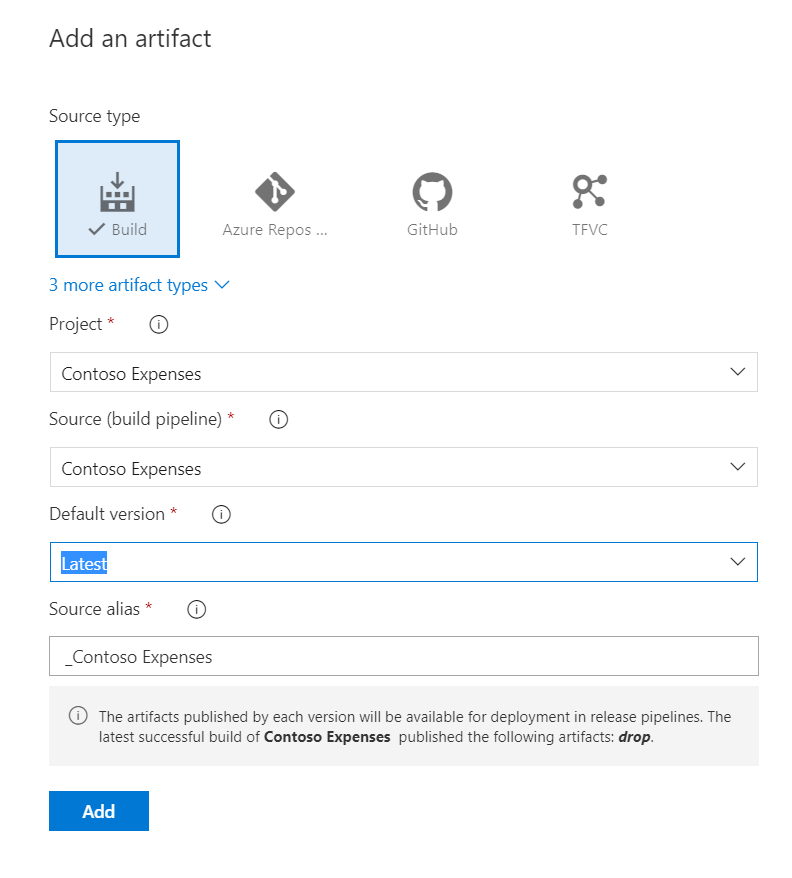 Add an artifact
Source type
Build
Azure Repos ...
GitHub
TFVC
3 more artifact types
Project *
Contoso Expenses
Source (build pipeline) *
Contoso Expenses
Default version *
Latest
Source alias *
_Contoso Expenses
The artifacts published by each version will be available for deployment in release pipelines. The
latest successful build of Contoso Expenses published the following artifacts: drop.
Add